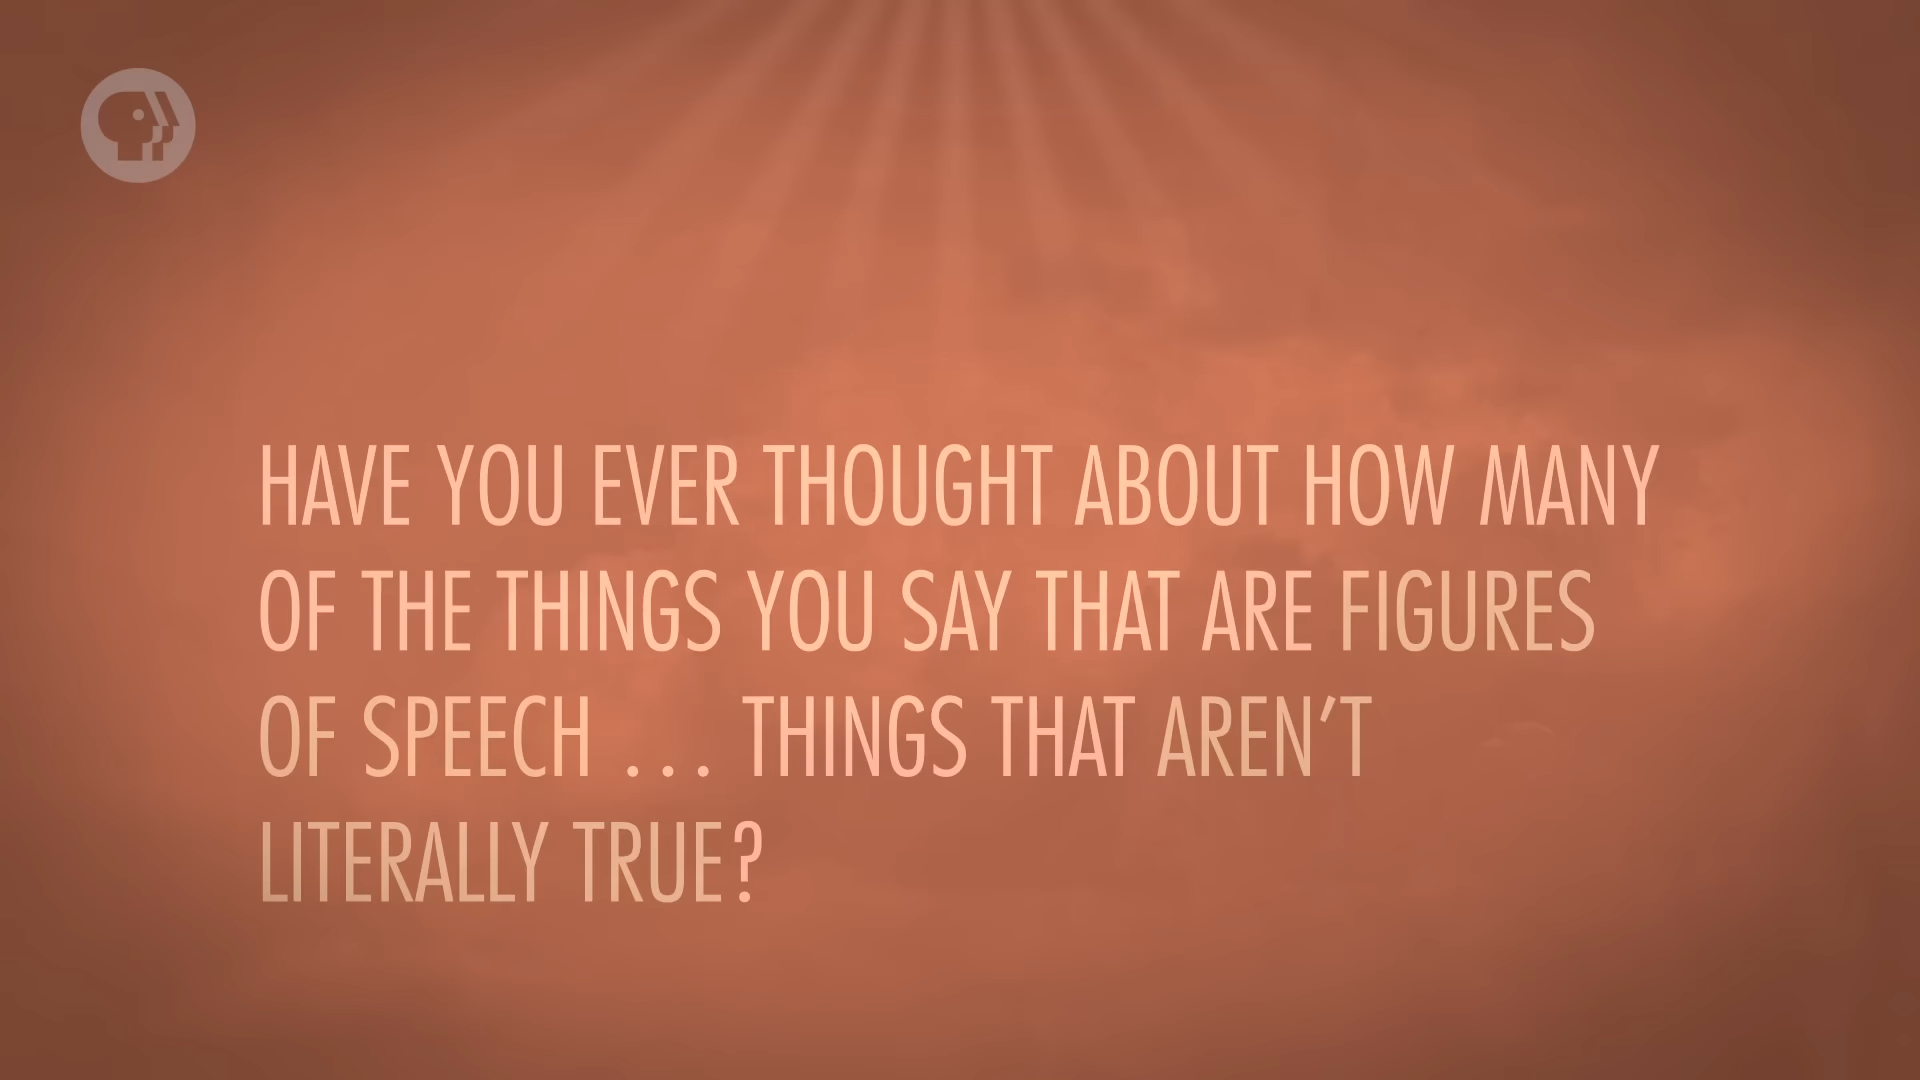 HAVE YOU EVER THOUGHT ABOUT HOW MANY
OF THE THINGS YOU SAY THAT ARE FIGURES
OF SPEECH ... THINGS THAT AREN'T
LITERALLY TRUE?